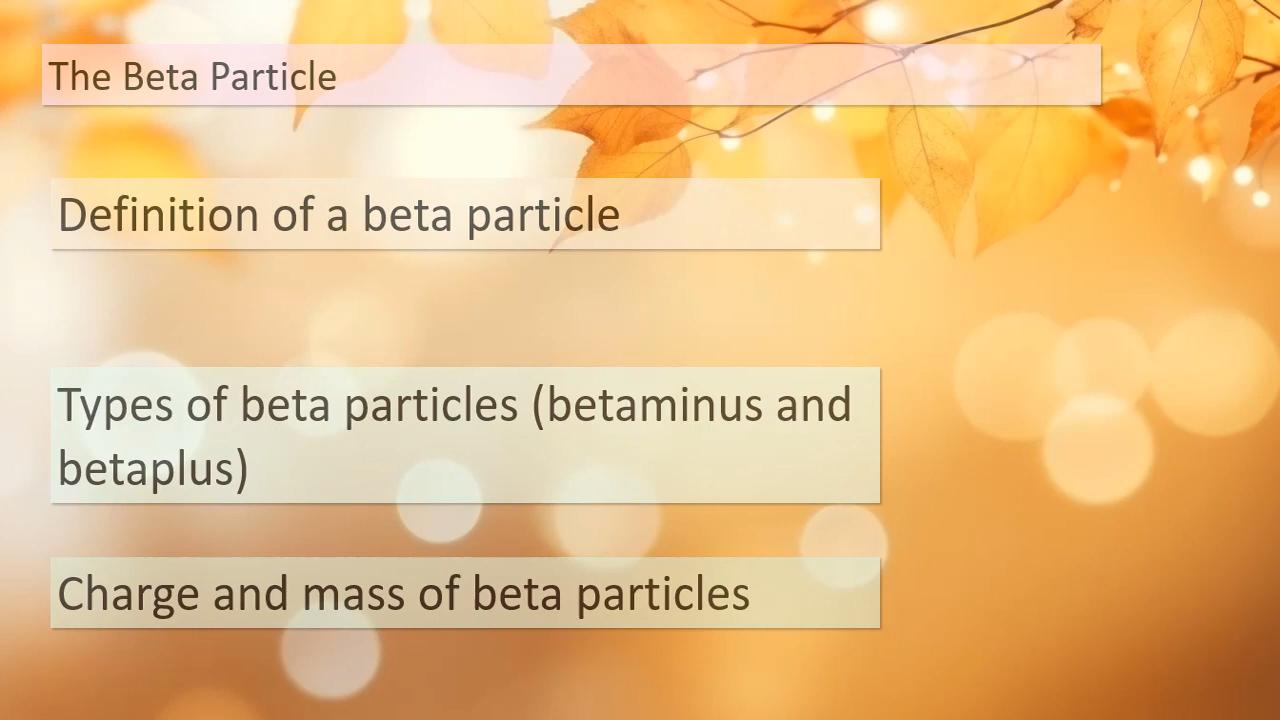 The Beta Particle
Definition of a beta particle
Types of beta particles (betaminus and
betaplus)
Charge and mass of beta particles